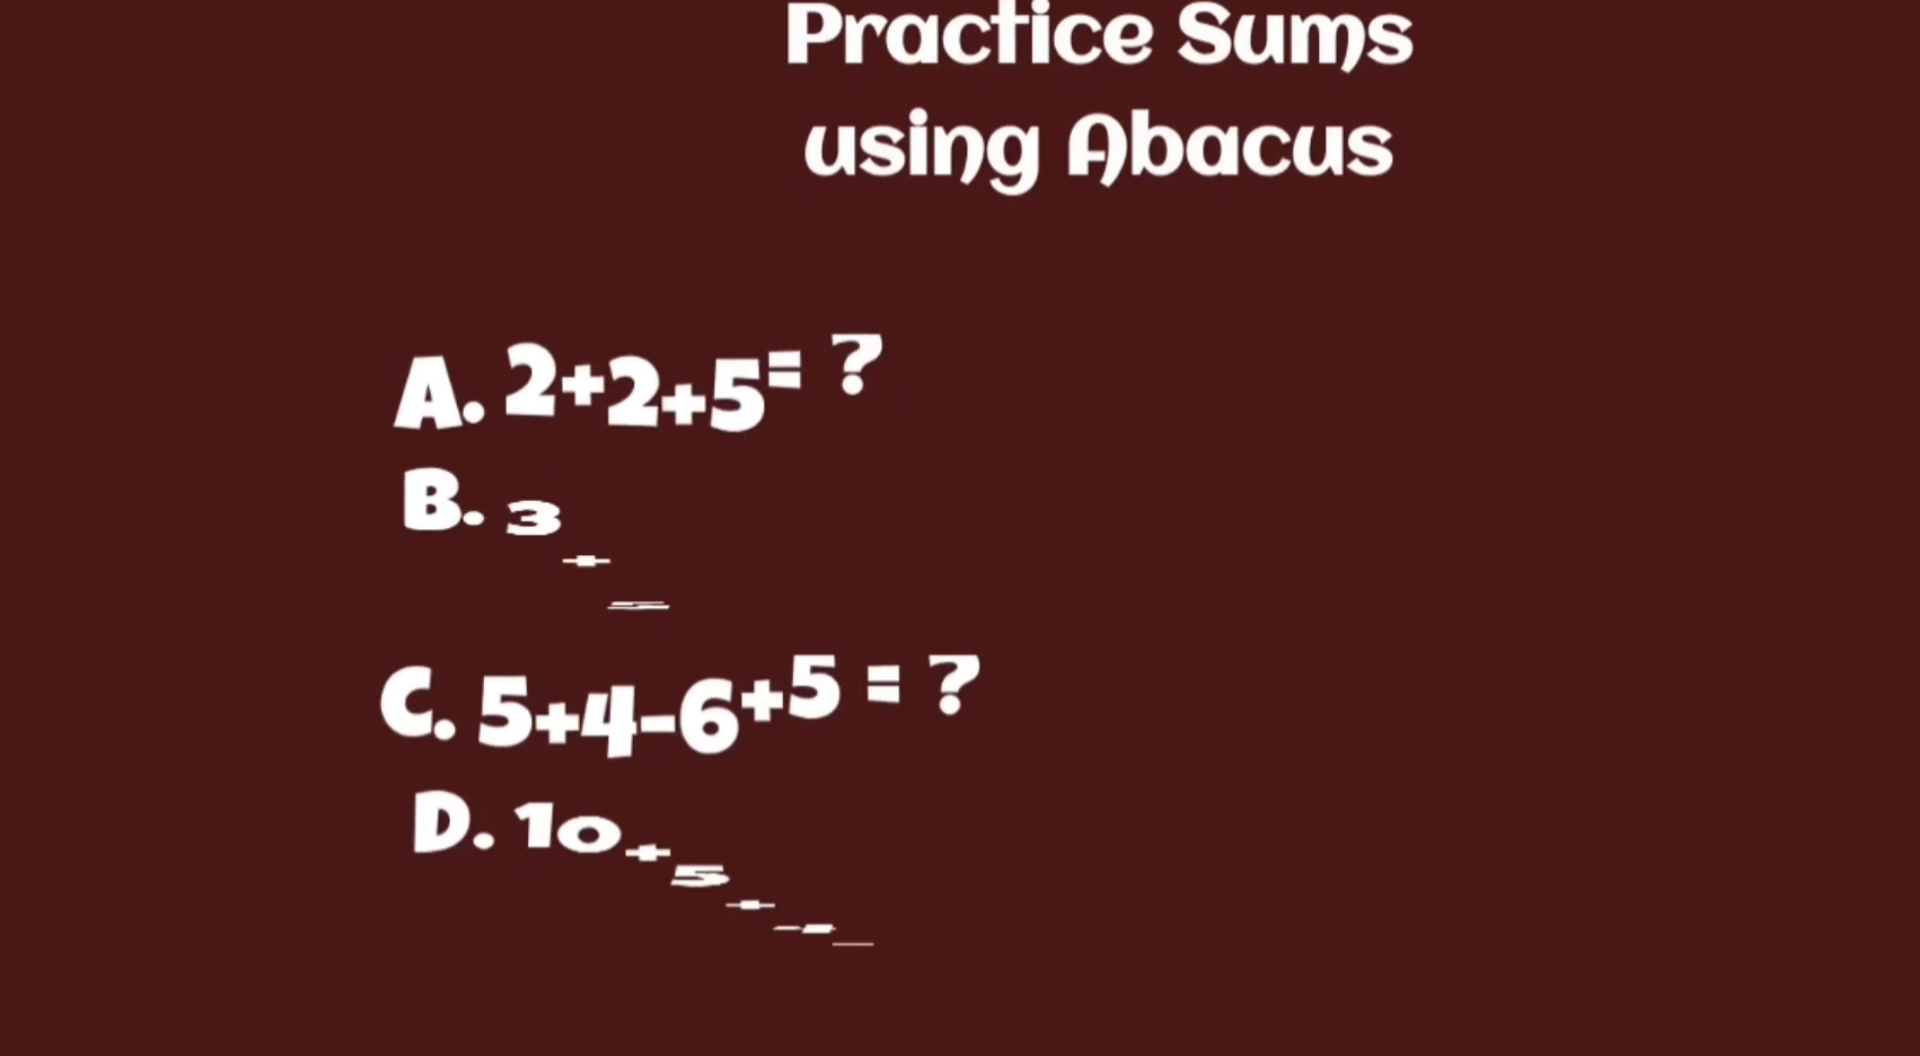 Practice Sums
using Abacus
A. 2+2+5= ?
B. 3+
C. 5+4-6+5 = ?
D. 10+5+